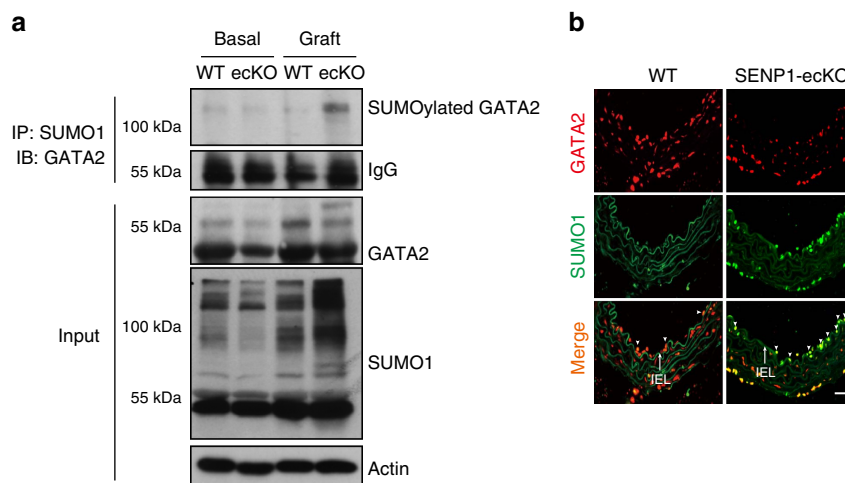 a
Basal Graft
WT ecKO WT ecKO
IP: SUMO1
IB: GATA2
100 kDa
SUMOylated GATA2
55 kDa
IgG
Input
55 kDa
GATA2
100 kDa
SUMO1
55 kDa
Actin
b
WT SENP1-ecKO
GATA2
SUMO1
Merge
IEL
IEL